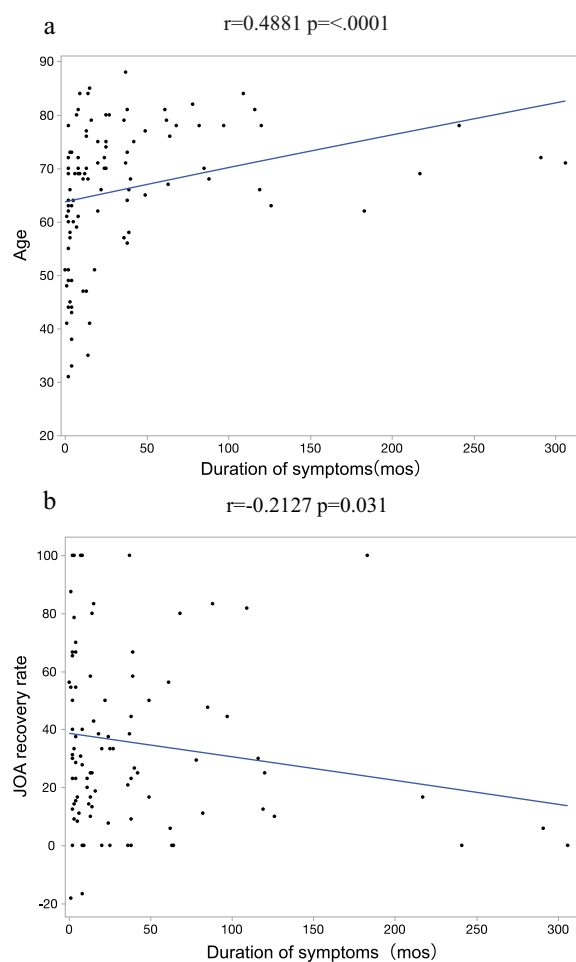 a
r=0.4881 p=<.0001
90
80
70
60
50
40
30
20
Age
0 50 100 150 200 250 300
Duration of symptoms(mos)
b
r=-0.2127 p=0.031
100
80
60
40
20
0
-20
JOA recovery rate
0 50 100 150 200 250 300
Duration of symptoms (mos)